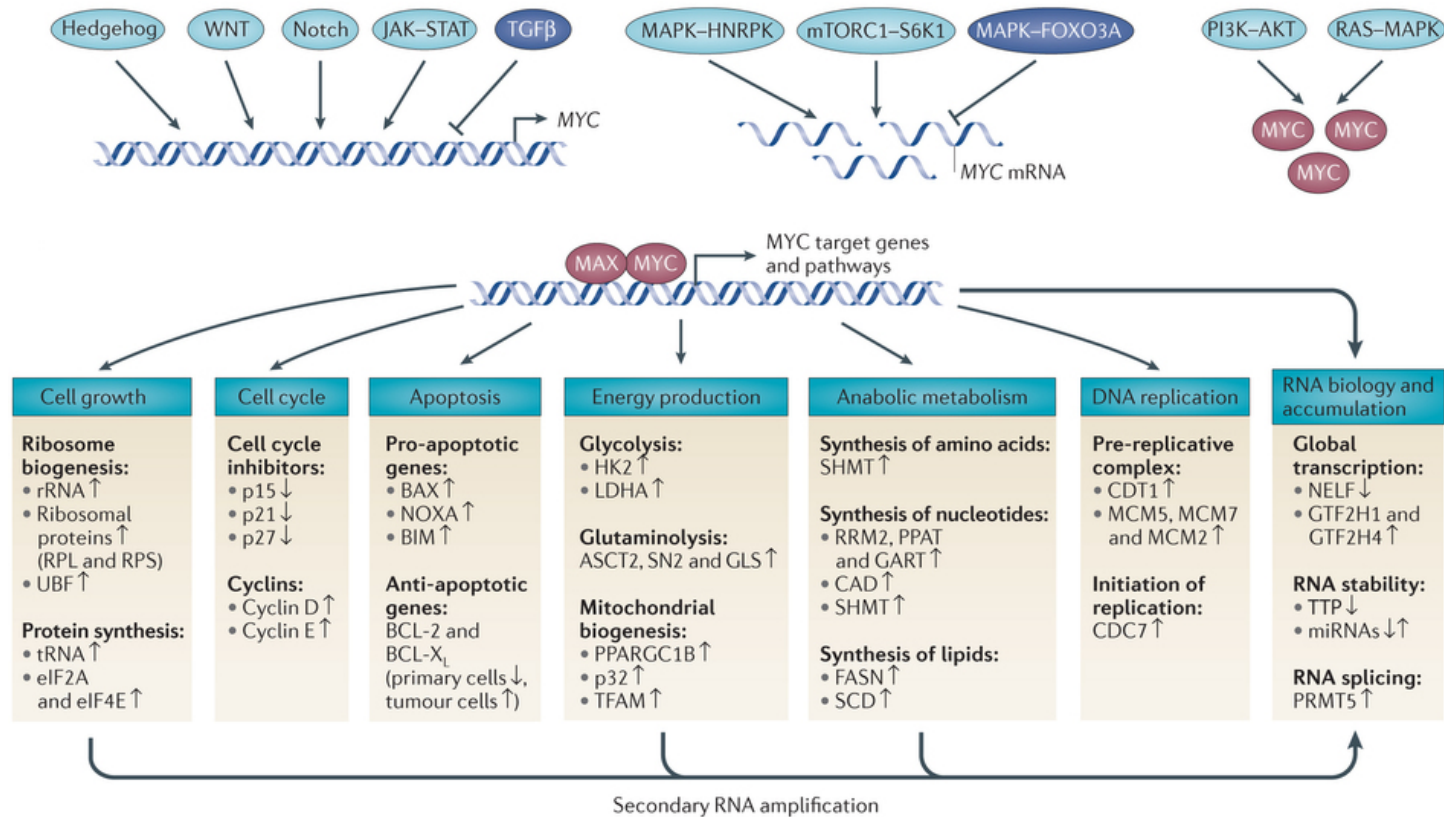 Hedgehog
WNT
Notch
JAK–STAT
TGFβ
MYC
MAPK–HNRPK
mTORC1–S6K1
MAPK–FOXO3A
MYC mRNA
PI3K–AKT
RAS–MAPK
MYC
MYC
MYC
MAX
MYC
MYC target genes
and pathways
Cell growth
Ribosome
biogenesis:
• rRNA ↑
• Ribosomal
proteins ↑
(RPL and RPS)
• UBF ↑
Protein synthesis:
• tRNA ↑
• eIF2A
and eIF4E ↑
Cell cycle
Cell cycle
inhibitors:
• p15 ↓
• p21 ↓
• p27 ↓
Cyclins:
• Cyclin D ↑
• Cyclin E ↑
Apoptosis
Pro-apoptotic
genes:
• BAX ↑
• NOXA ↑
• BIM ↑
Anti-apoptotic
genes:
BCL-2 and
BCL-XL
(primary cells ↓,
tumour cells ↑)
Energy production
Glycolysis:
• HK2 ↑
• LDHA ↑
Glutaminolysis:
ASCT2, SN2 and GLS ↑
Mitochondrial
biogenesis:
• PPARGC1B ↑
• p32 ↑
• TFAM ↑
Anabolic metabolism
Synthesis of amino acids:
SHMT ↑
Synthesis of nucleotides:
• RRM2, PPAT
and GART ↑
• CAD ↑
• SHMT ↑
Synthesis of lipids:
• FASN ↑
• SCD ↑
DNA replication
Pre-replicative
complex:
• CDT1 ↑
• MCM5, MCM7
and MCM2 ↑
Initiation of
replication:
CDC7 ↑
RNA biology and
accumulation
Global
transcription:
• NELF ↓
• GTF2H1 and
GTF2H4 ↑
RNA stability:
• TTP ↓
• miRNAs ↓↑
RNA splicing:
PRMT5 ↑
Secondary RNA amplification